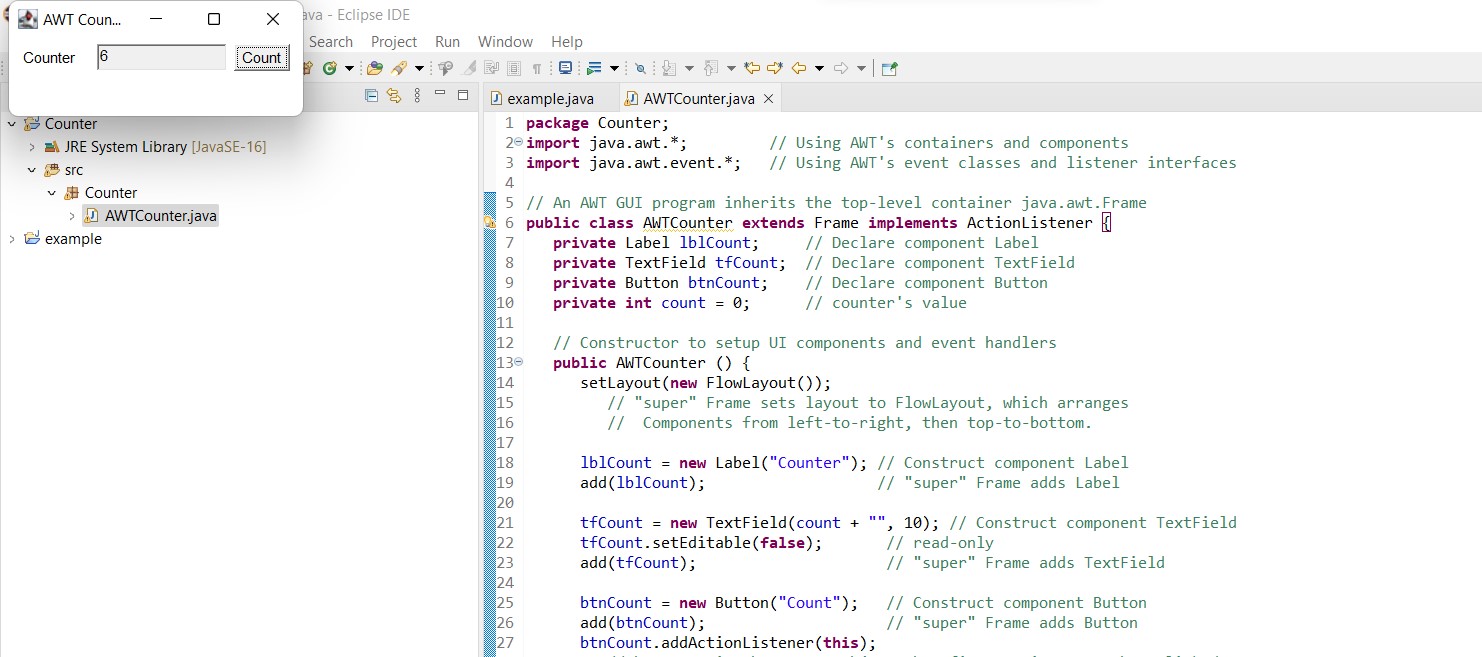 AWT Coun...
ava - Eclipse IDE
Search Project Run Window Help
Counter 6 Count
example.java AWTCounter.java
Counter
JRE System Library [JavaSE-16]
src
Counter
AWTCounter.java
example
1 package Counter;
2 import java.awt.*; // Using AWT's containers and components
3 import java.awt.event.*; // Using AWT's event classes and listener interfaces
4
5 // An AWT GUI program inherits the top-level container java.awt.Frame
6 public class AWTCounter extends Frame implements ActionListener {
7 private Label lblCount; // Declare component Label
8 private TextField tfCount; // Declare component TextField
9 private Button btnCount; // Declare component Button
10 private int count = 0; // counter's value
11
12 // Constructor to setup UI components and event handlers
13 public AWTCounter () {
14 setLayout(new FlowLayout());
15 // "super" Frame sets layout to FlowLayout, which arranges
16 // Components from left-to-right, then top-to-bottom.
17
18 lblCount = new Label("Counter"); // Construct component Label
19 add(lblCount); // "super" Frame adds Label
20
21 tfCount = new TextField(count + "", 10); // Construct component TextField
22 tfCount.setEditable(false); // read-only
23 add(tfCount); // "super" Frame adds TextField
24
25 btnCount = new Button("Count"); // Construct component Button
26 add(btnCount); // "super" Frame adds Button
27 btnCount.addActionListener(this);